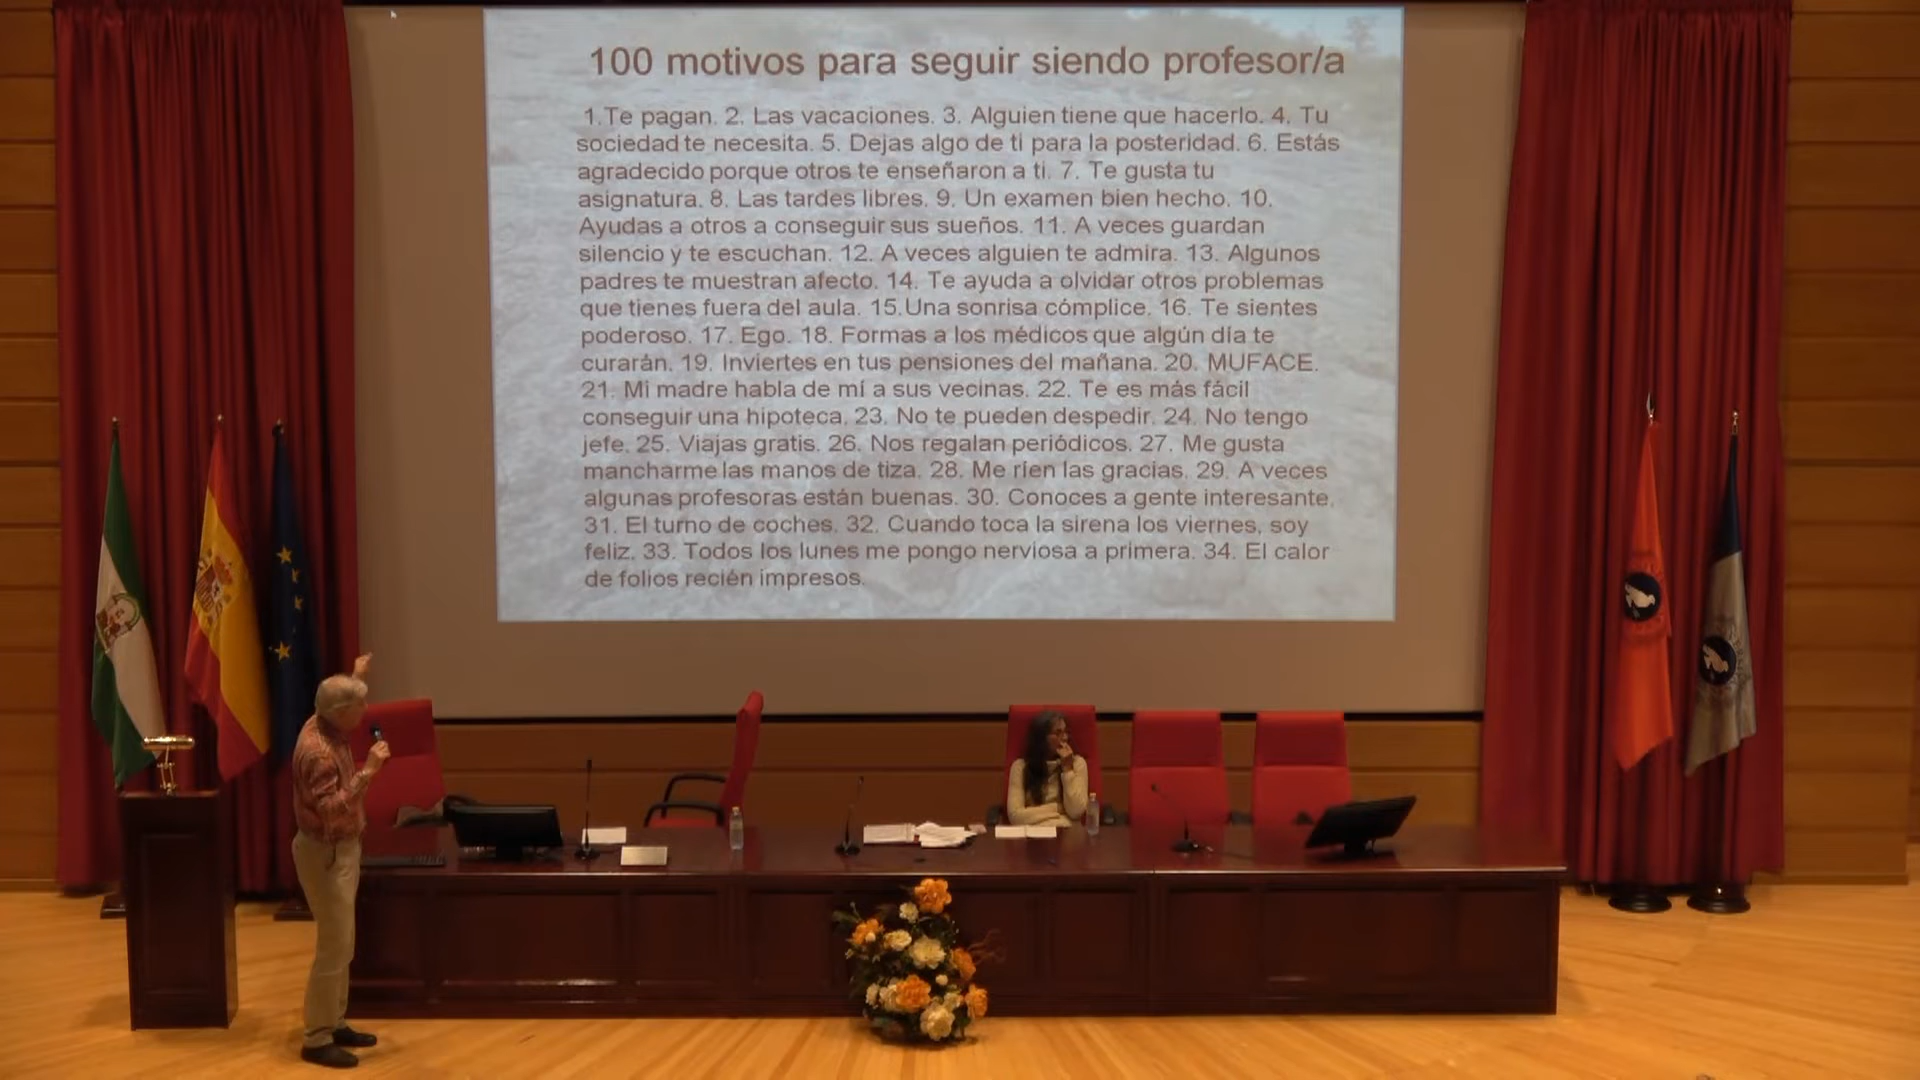 100 motivos para seguir siendo profesor/a
1.Te pagan. 2. Las vacaciones. 3. Alguien tiene que hacerlo. 4. Tu
sociedad te necesita. 5. Dejas algo de ti para la posteridad. 6. Estás
agradecido porque otros te enseñaron a ti. 7. Te gusta tu
asignatura. 8. Las tardes libres. 9. Un examen bien hecho. 10.
Ayudas a otros a conseguir sus sueños. 11. A veces guardan
silencio y te escuchan. 12. A veces alguien te admira. 13. Algunos
padres te muestran afecto. 14. Te ayuda a olvidar otros problemas
que tienes fuera del aula. 15.Una sonrisa cómplice. 16. Te sientes
poderoso. 17. Ego. 18. Formas a los médicos que algún día te
curarán. 19. Inviertes en tus pensiones del mañana. 20. MUFACE.
21. Mi madre habla de mí a sus vecinas. 22. Te es más fácil
conseguir una hipoteca. 23. No te pueden despedir. 24. No tengo
jefe. 25. Viajas gratis. 26. Nos regalan periódicos. 27. Me gusta
mancharme las manos de tiza. 28. Me ríen las gracias. 29. A veces
algunas profesoras están buenas. 30. Conoces a gente interesante.
31. El turno de coches. 32. Cuando toca la sirena los viernes, soy
feliz. 33. Todos los lunes me pongo nerviosa a primera. 34. El calor
de folios recién impresos.